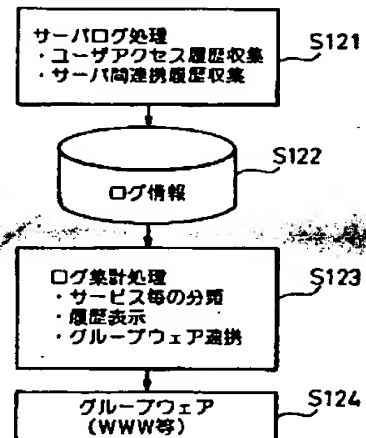 サーバログ処理
・ユーザアクセス履歴収集
・サーバ間連携履歴収集
S121
S122
ログ情報
ログ集計処理
・サービス毎の分類
・履歴表示
・グループウェア連携
S123
グループウェア
(WWW等)
S124